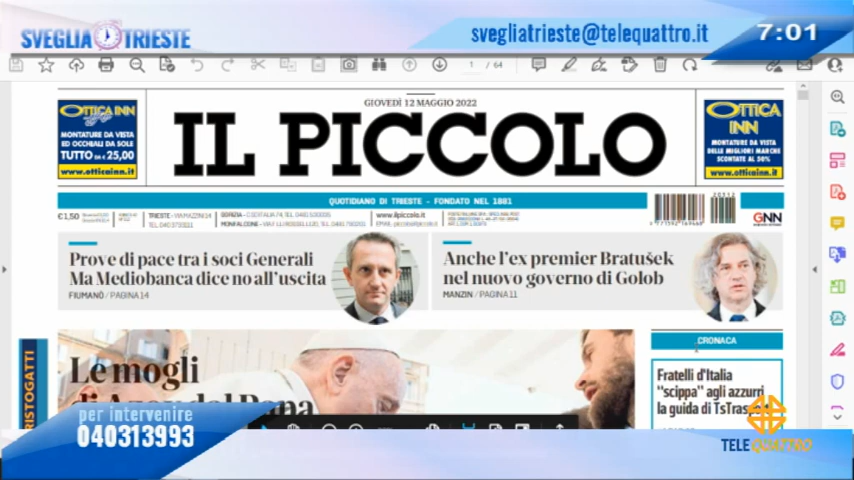 SVEGLIA TRIESTE
svegliatrieste@telequattro.it
7:01
1 / 64
GIOVEDÌ 12 MAGGIO 2022
OTTICA INN
MONTATURE DA VISTA
ED OCCHIALI DA SOLE
TUTTO DA € 25,00
www.otticainn.it
IL PICCOLO
OTTICA
INN
MONTATURE DA VISTA
DELLE MIGLIORI MARCHE
SCONTATE AL 50%
www.otticainn.it
QUOTIDIANO DI TRIESTE - FONDATO NEL 1881
€ 1,50
www.ilpiccolo.it
20512
GNN
Prove di pace tra i soci Generali
Ma Mediobanca dice no all'uscita
FIUMANÒ / PAGINA 14
Anche l'ex premier Bratušek
nel nuovo governo di Golob
MANZIN / PAGINA 11
Le mogli
CRONACA
Fratelli d'Italia
"scippa" agli azzurri
la guida di TsTras
RISTOGATTI
per intervenire
040313993
TELEQUATTRO